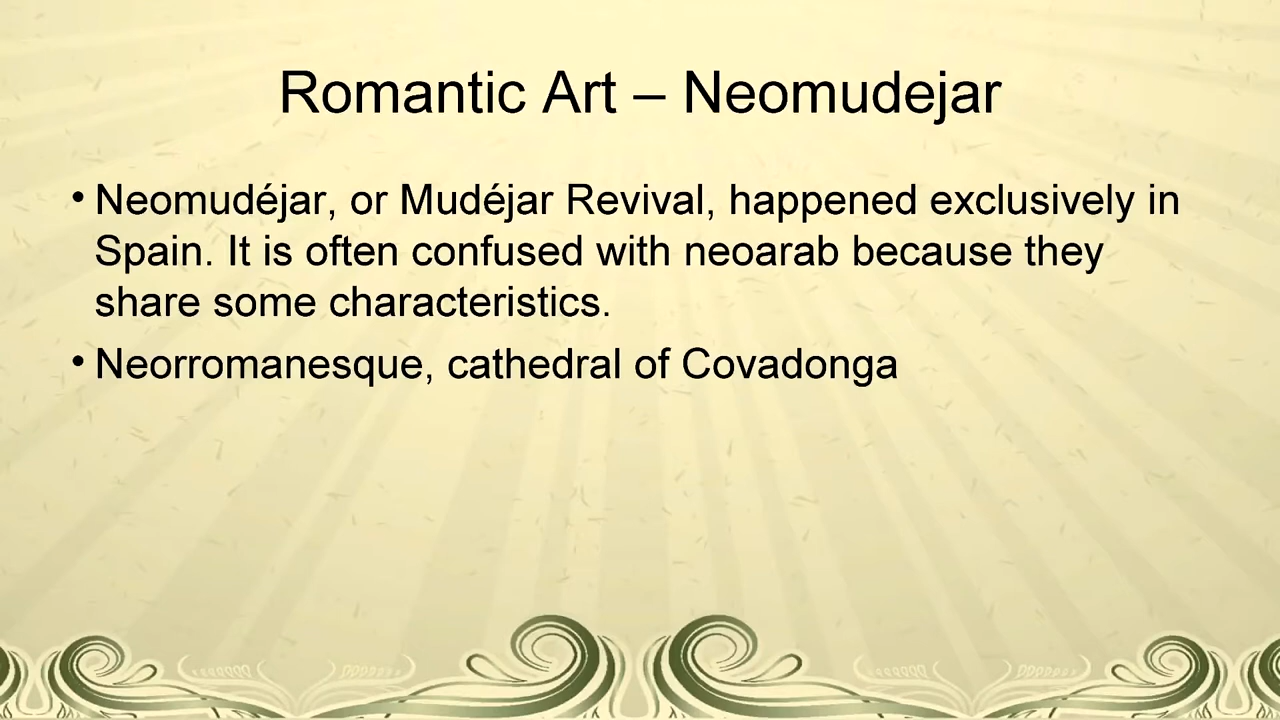 Romantic Art – Neomudejar
• Neomudéjar, or Mudéjar Revival, happened exclusively in
Spain. It is often confused with neoarab because they
share some characteristics.
• Neorromanesque, cathedral of Covadonga